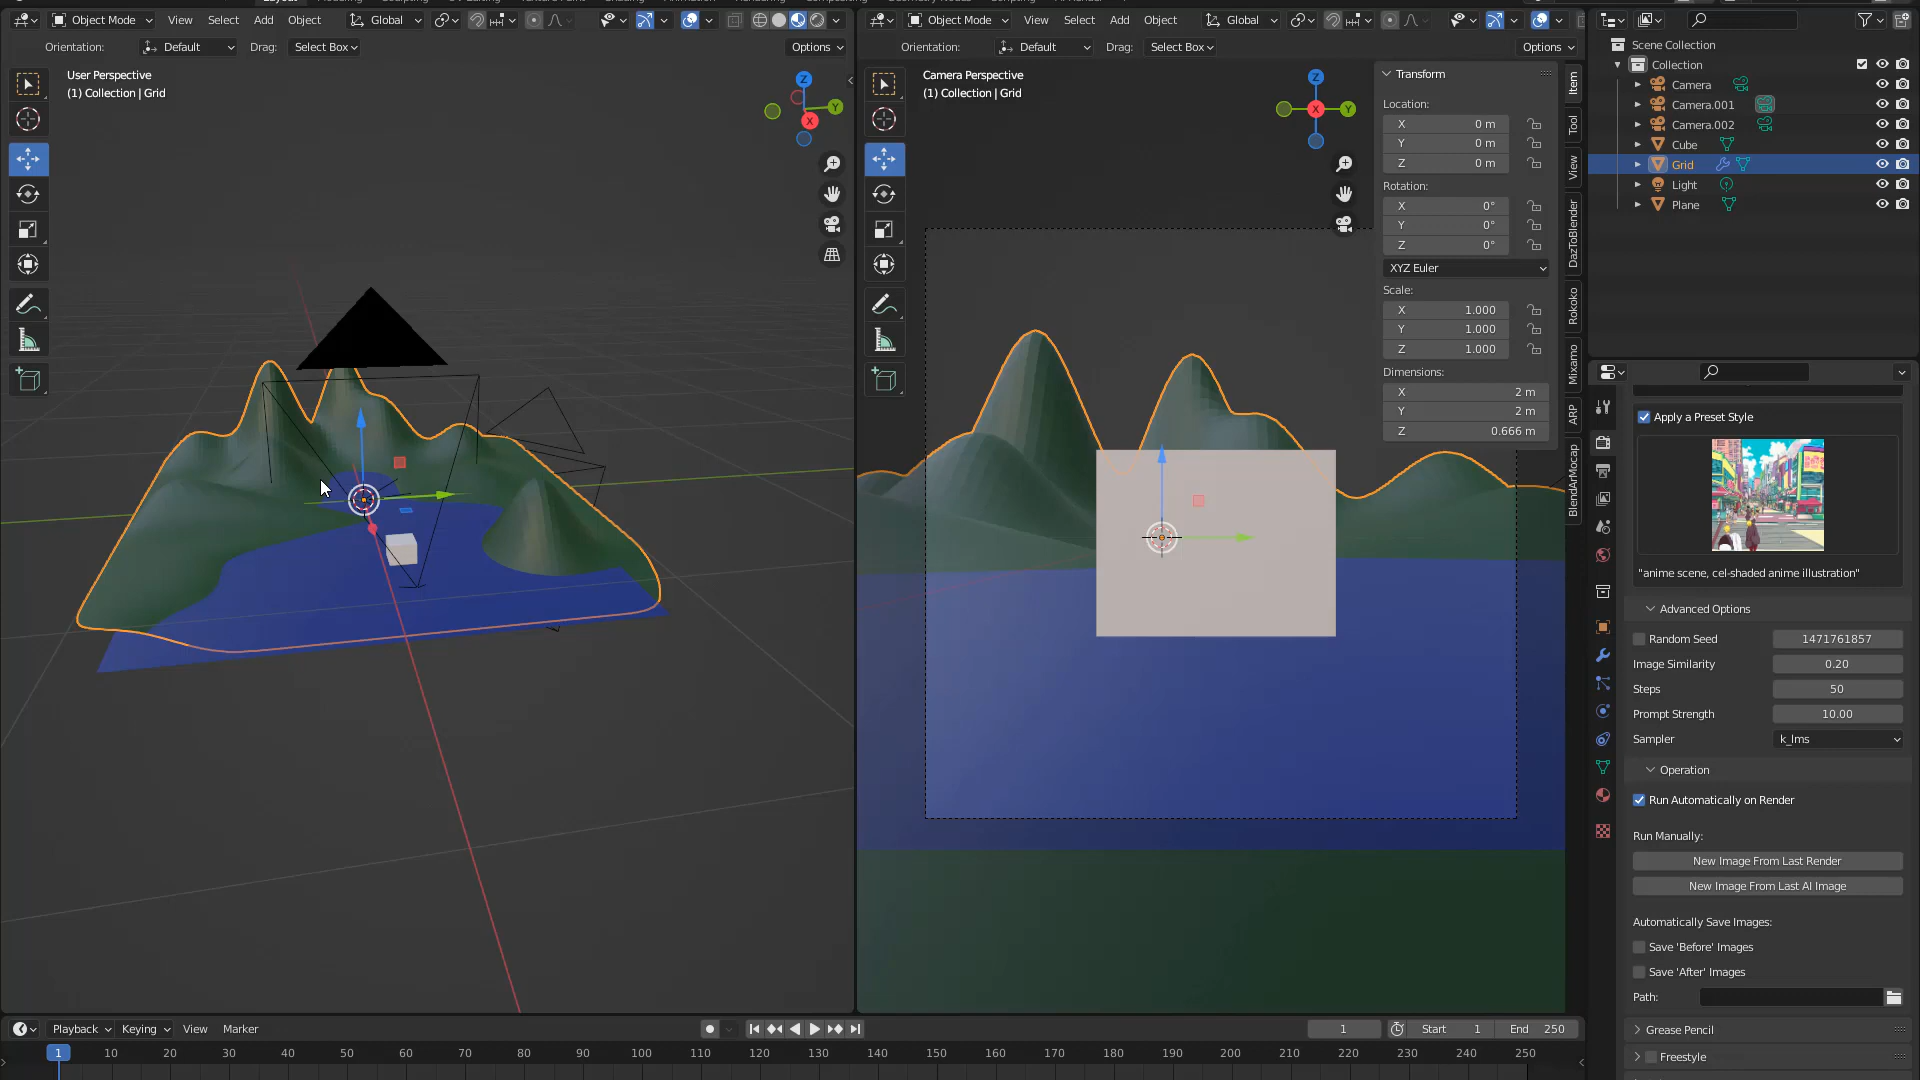 Object Mode View Select Add Object Global
Orientation: Default Drag: Select Box Options
User Perspective
(1) Collection | Grid
Z
Y
X
Object Mode View Select Add Object Global
Orientation: Default Drag: Select Box Options
Camera Perspective
(1) Collection | Grid
Z
X
Y
Transform
Location:
X 0 m
Y 0 m
Z 0 m
Rotation:
X 0°
Y 0°
Z 0°
XYZ Euler
Scale:
X 1.000
Y 1.000
Z 1.000
Dimensions:
X 2 m
Y 2 m
Z 0.666 m
Item
Tool
View
DazToBlender
Rokoko
Mixamo
ARP
BlendArMocap
Scene Collection
Collection
Camera
Camera.001
Camera.002
Cube
Grid
Light
Plane
Apply a Preset Style
"anime scene, cel-shaded anime illustration"
Advanced Options
Random Seed 1471761857
Image Similarity 0.20
Steps 50
Prompt Strength 10.00
Sampler k_lms
Operation
Run Automatically on Render
Run Manually:
New Image From Last Render
New Image From Last AI Image
Automatically Save Images:
Save 'Before' Images
Save 'After' Images
Path:
Grease Pencil
Freestyle
Playback Keying View Marker
1 Start 1 End 250
1 10 20 30 40 50 60 70 80 90 100 110 120 130 140 150 160 170 180 190 200 210 220 230 240 250